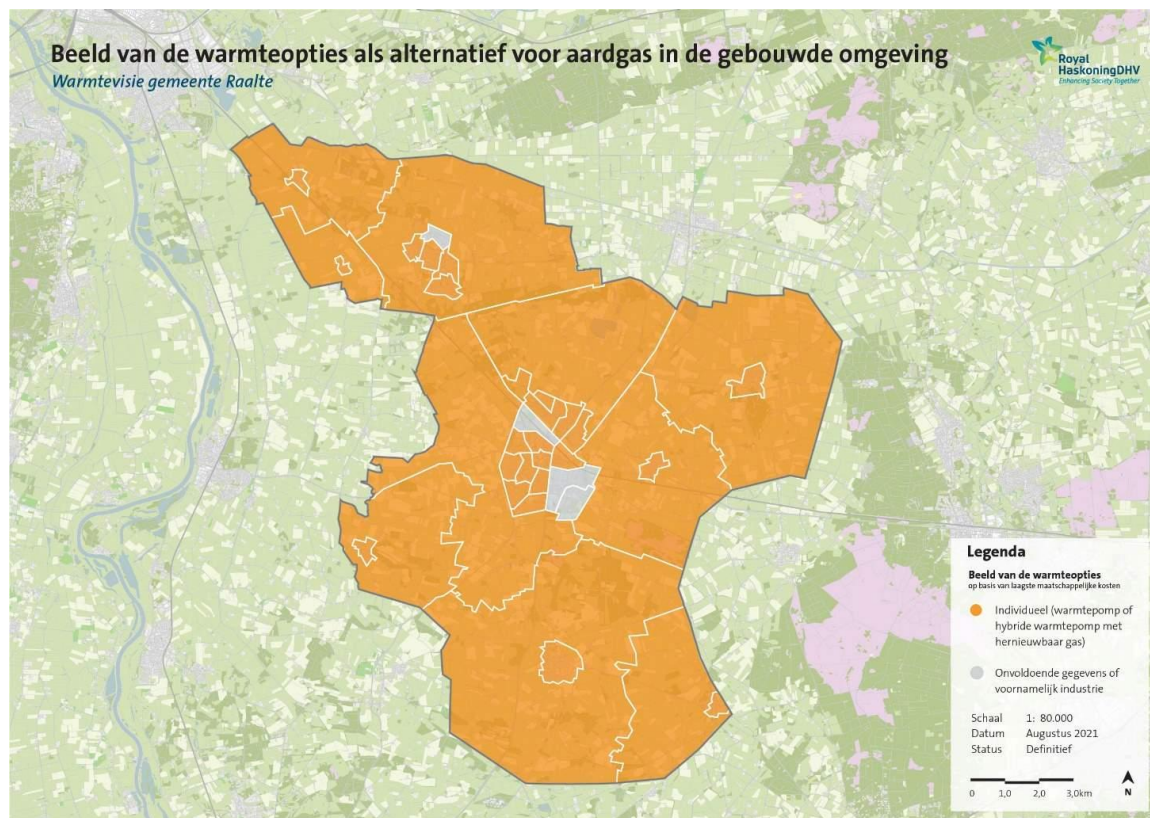 Beeld van de warmteopties als alternatief voor aardgas in de gebouwde omgeving
Warmtevisie gemeente Raalte
Royal
HaskoningDHV
Enhancing Society Together
Legenda
Beeld van de warmteopties
op basis van laagste maatschappelijke kosten
Individueel (warmtepomp of
hybride warmtepomp met
hernieuwbaar gas)
Onvoldoende gegevens of
voornamelijk industrie
Schaal 1: 80.000
Datum Augustus 2021
Status Definitief
0 1,0 2,0 3,0km
N